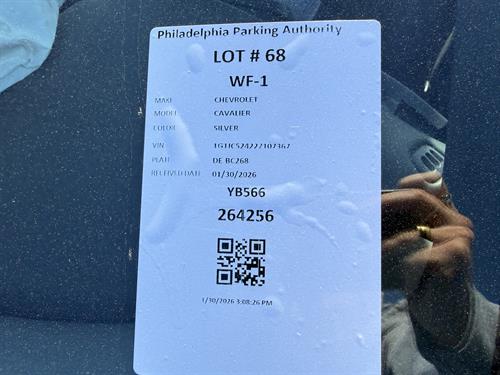 Philadelphia Parking Authority
LOT # 68
WF-1
MAKE CHEVROLET
MODEL CAVALIER
COLOR SILVER
VIN
PLATE DE BC268
RECEIVED DATE 01/30/2026
YB566
264256
1/30/2026 3:08:26 PM